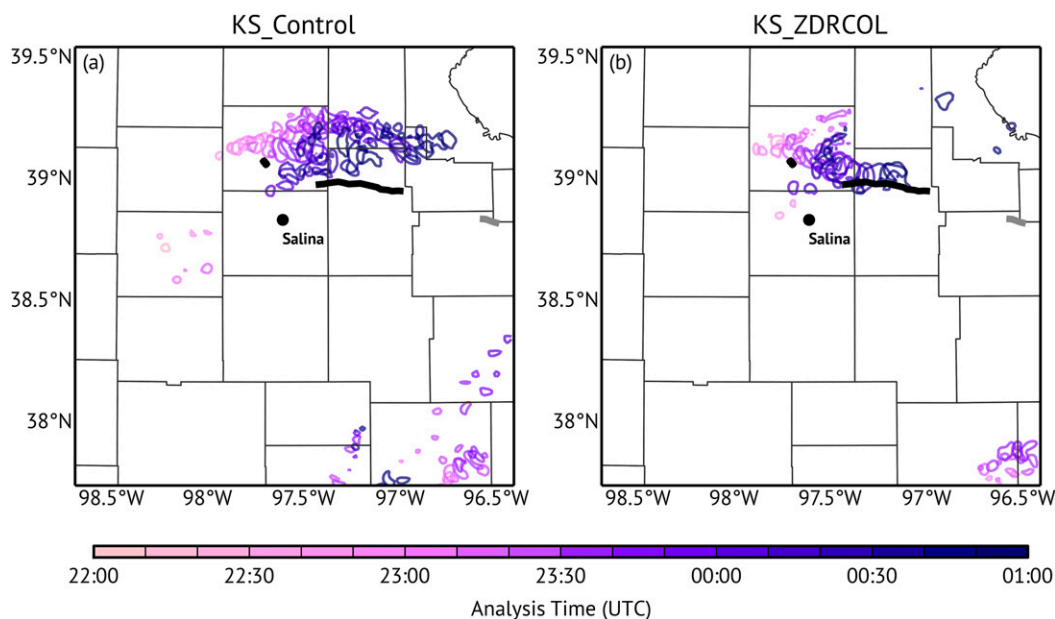 KS_Control
KS_ZDRCOL
39.5°N
(a)
39°N
38.5°N
38°N
Salina
98.5°W
98°W
97.5°W
97°W
96.5°W
39.5°N
(b)
39°N
38.5°N
38°N
Salina
98.5°W
98°W
97.5°W
97°W
96.5°W
22:00
22:30
23:00
23:30
00:00
00:30
01:00
Analysis Time (UTC)